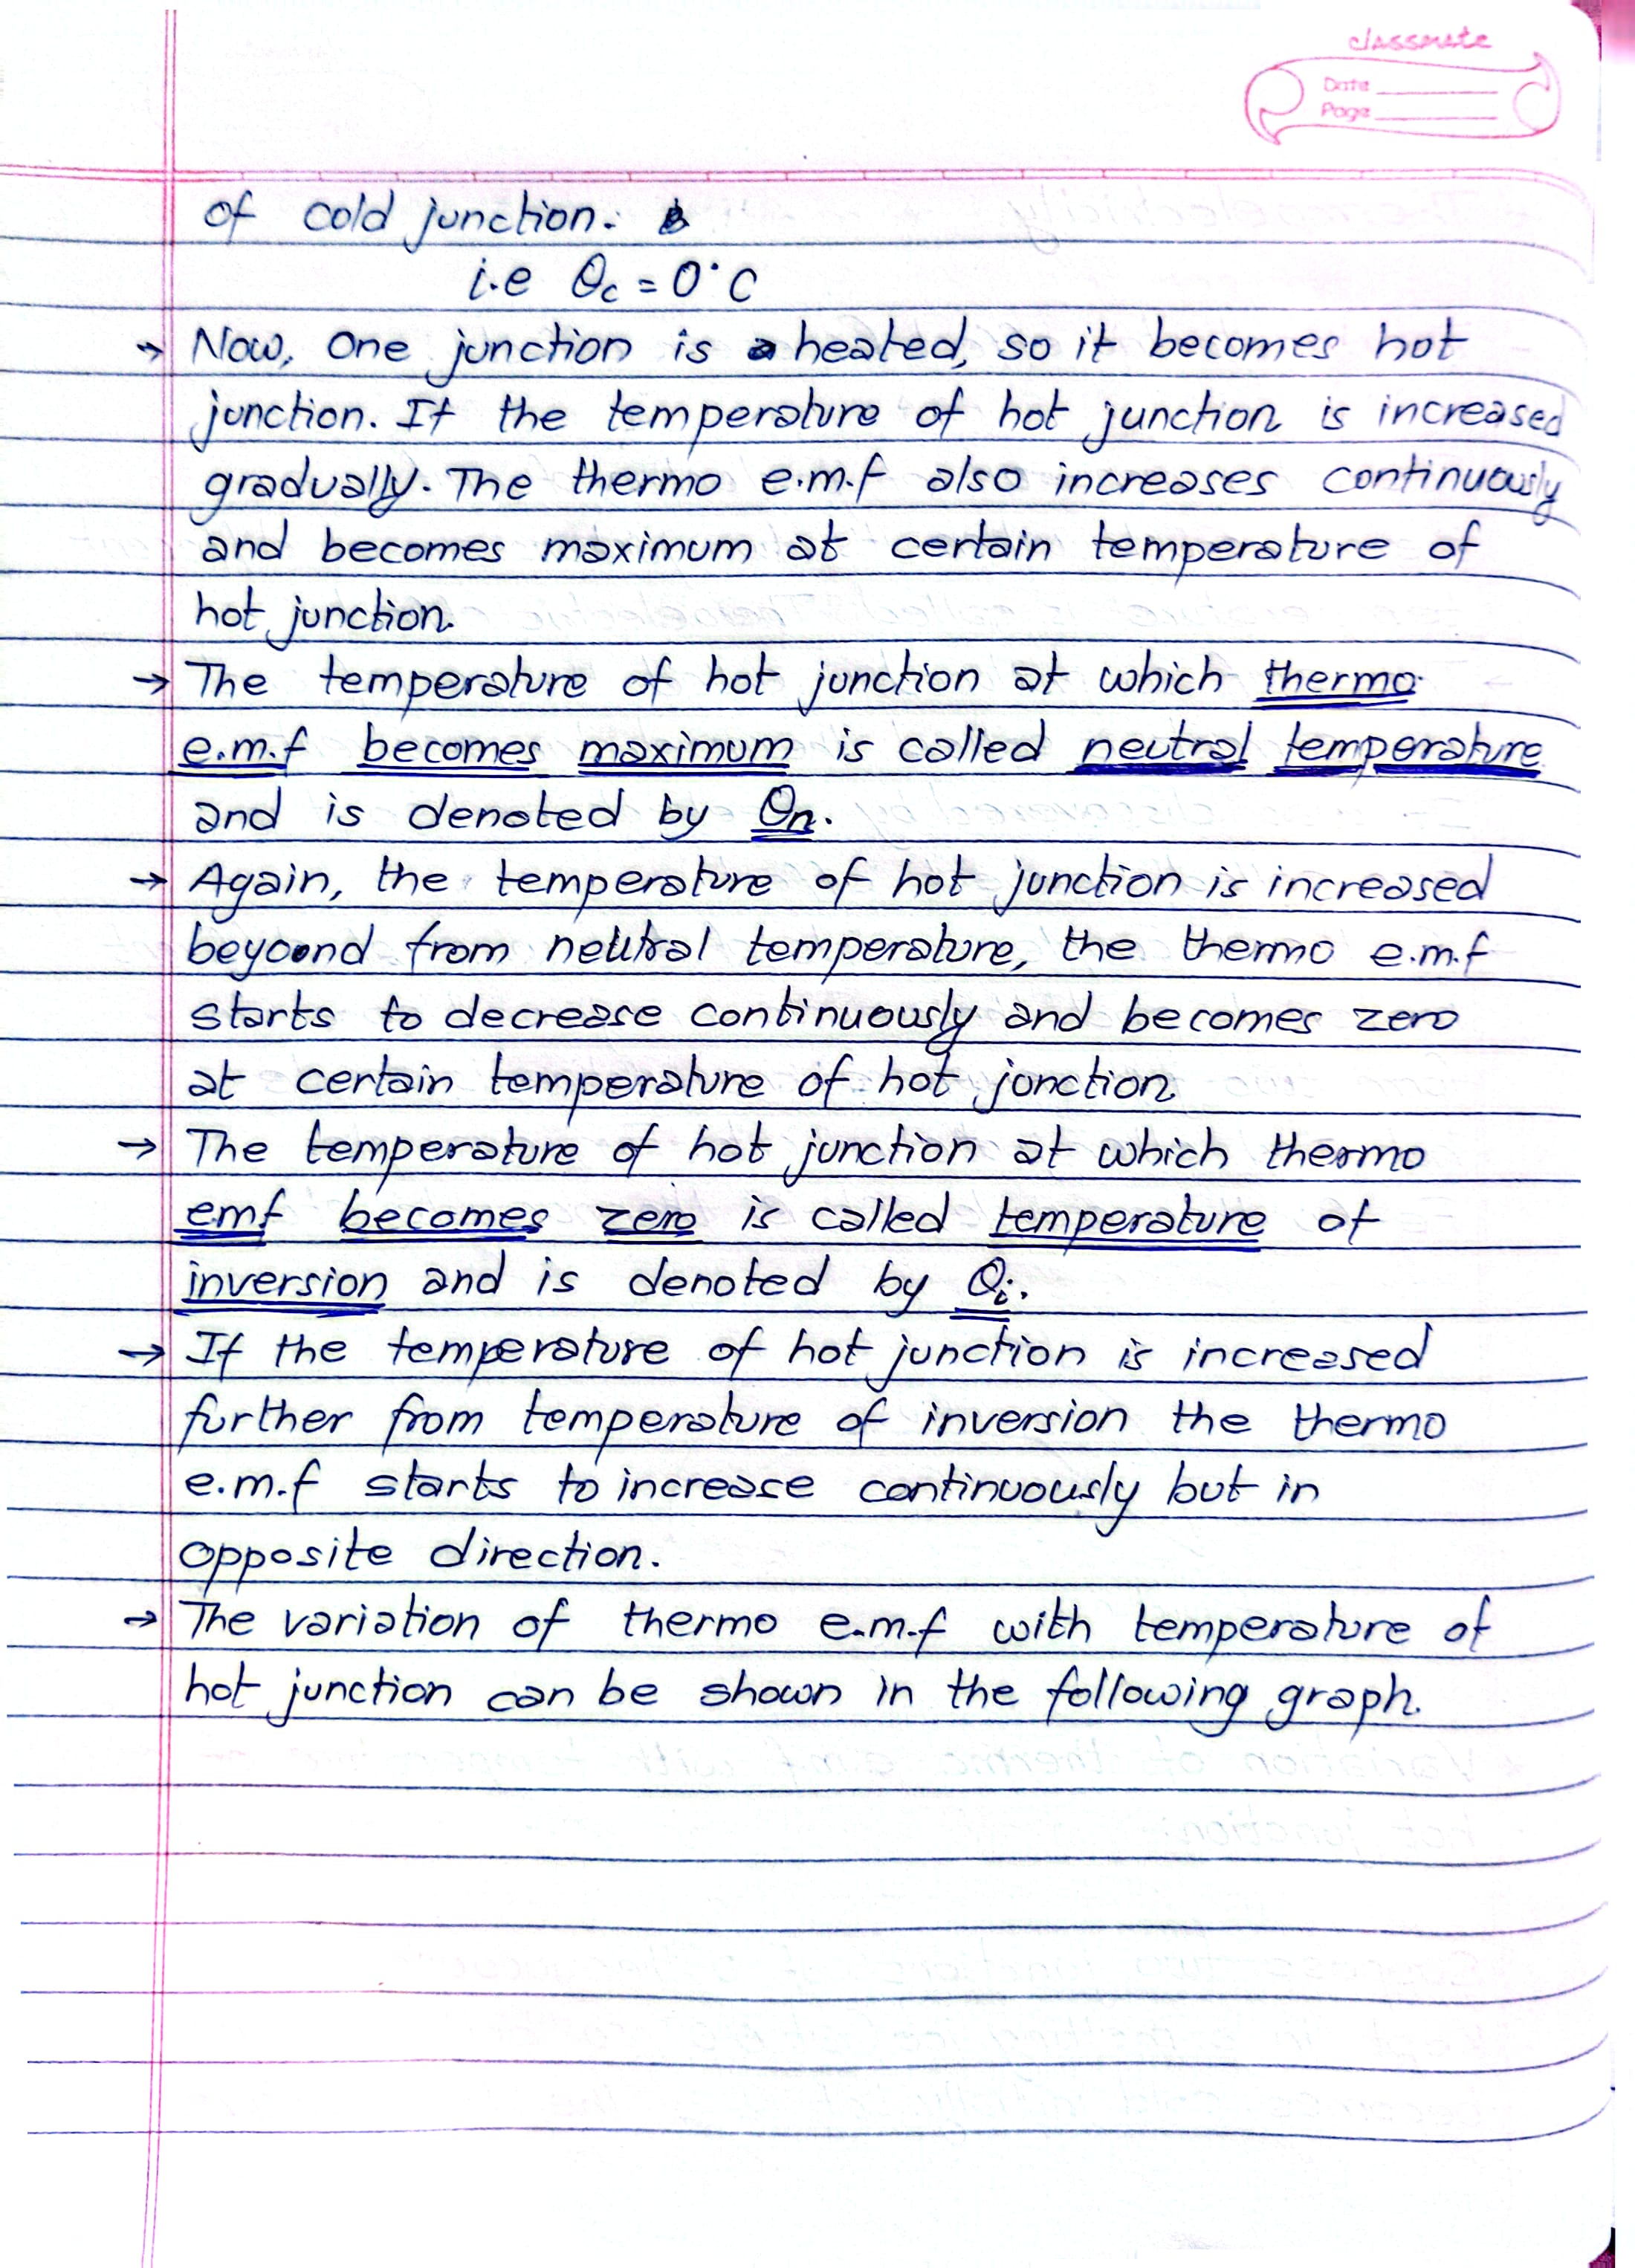 classmate
Date
Page
of cold junction.
i.e θc = 0°C
→ Now, One junction is heated, so it becomes hot
junction. If the temperature of hot junction is increased
gradually. The thermo e.m.f also increases continuously
and becomes maximum at certain temperature of
hot junction.
→ The temperature of hot junction at which thermo
e.m.f becomes maximum is called neutral temperature
and is denoted by θn.
→ Again, the temperature of hot junction is increased
beyoond from neutral temperature, the thermo e.m.f
starts to decrease continuously and becomes zero
at certain temperature of hot junction.
→ The temperature of hot junction at which thermo
emf becomes zero is called temperature of
inversion and is denoted by θi.
→ If the temperature of hot junction is increased
further from temperature of inversion the thermo
e.m.f starts to increase continuously but in
opposite direction.
→ The variation of thermo e.m.f with temperature of
hot junction can be shown in the following graph.